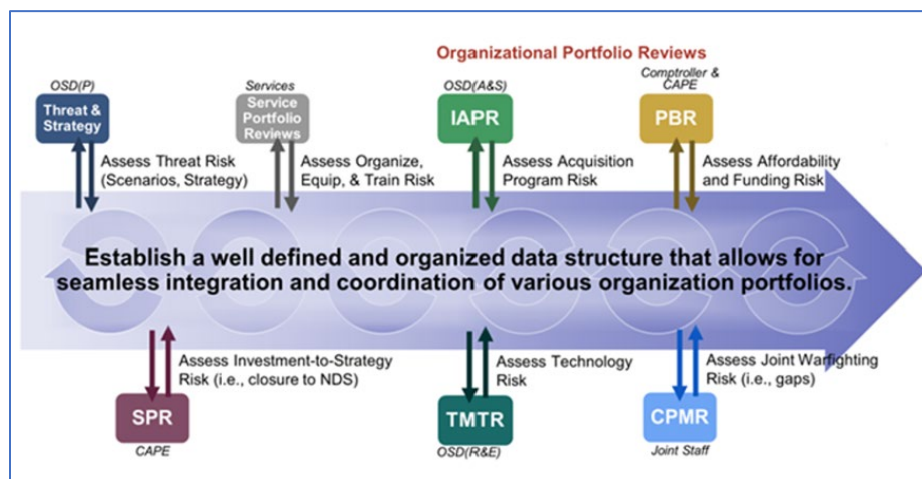 Organizational Portfolio Reviews
OSD(P)
Threat &
Strategy
Assess Threat Risk
(Scenarios, Strategy)
Services
Service
Portfolio
Reviews
Assess Organize,
Equip, & Train Risk
OSD(A&S)
IAPR
Assess Acquisition
Program Risk
Comptroller &
CAPE
PBR
Assess Affordability
and Funding Risk
Establish a well defined and organized data structure that allows for
seamless integration and coordination of various organization portfolios.
Assess Investment-to-Strategy
Risk (i.e., closure to NDS)
SPR
CAPE
Assess Technology
Risk
TMTR
OSD(R&E)
Assess Joint Warfighting
Risk (i.e., gaps)
CPMR
Joint Staff